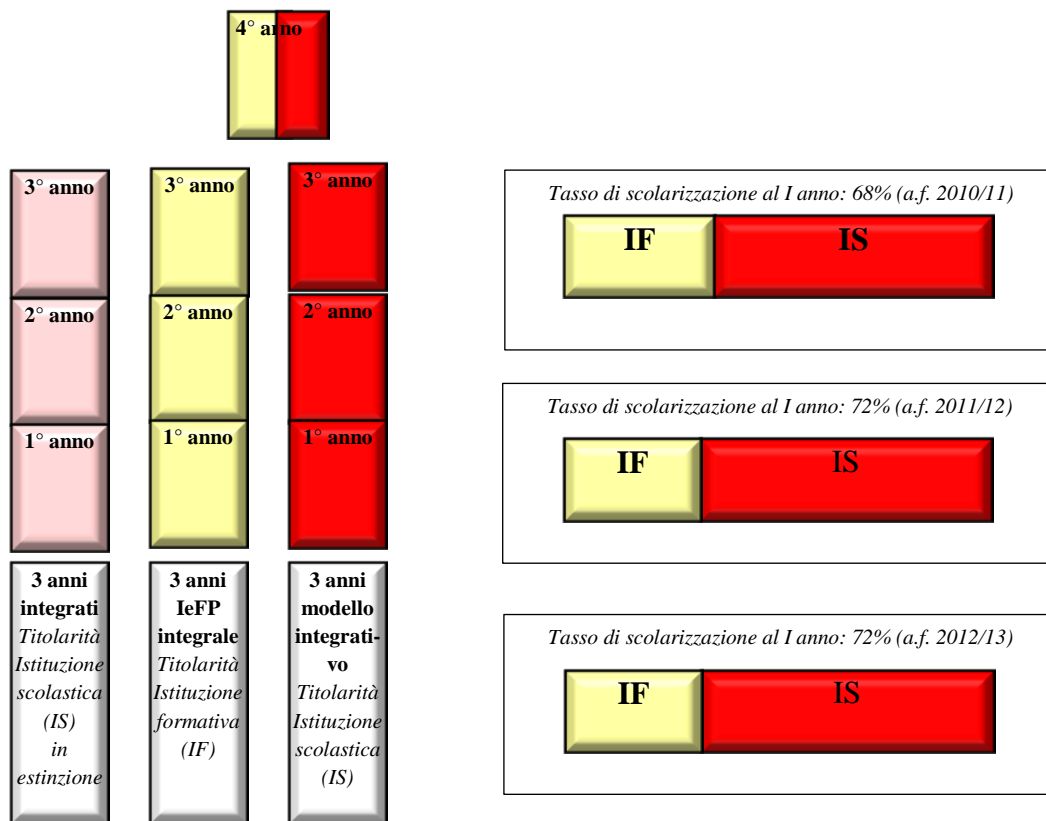 4° anno
3° anno
2° anno
1° anno
3 anni
integrati
Titolarità
Istituzione
scolastica
(IS)
in
estinzione
3° anno
2° anno
1° anno
3 anni
IeFP
integrale
Titolarità
Istituzione
formativa
(IF)
3° anno
2° anno
1° anno
3 anni
modello
integrati-
vo
Titolarità
Istituzione
scolastica
(IS)
Tasso di scolarizzazione al I anno: 68% (a.f. 2010/11)
IF IS
Tasso di scolarizzazione al I anno: 72% (a.f. 2011/12)
IF IS
Tasso di scolarizzazione al I anno: 72% (a.f. 2012/13)
IF IS